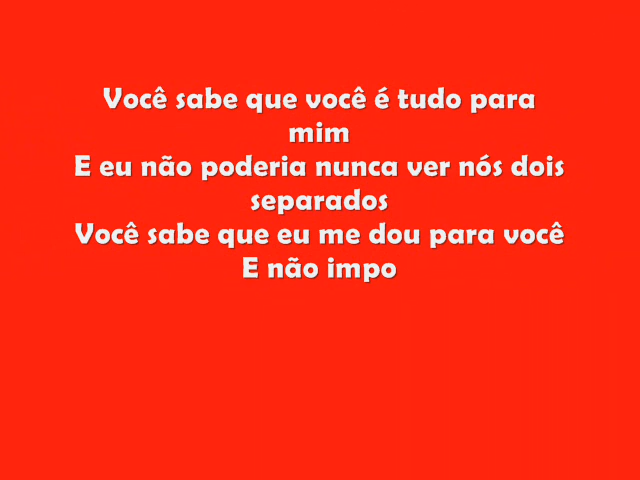 Você sabe que você é tudo para
mim
E eu não poderia nunca ver nós dois
separados
Você sabe que eu me dou para você
E não impo